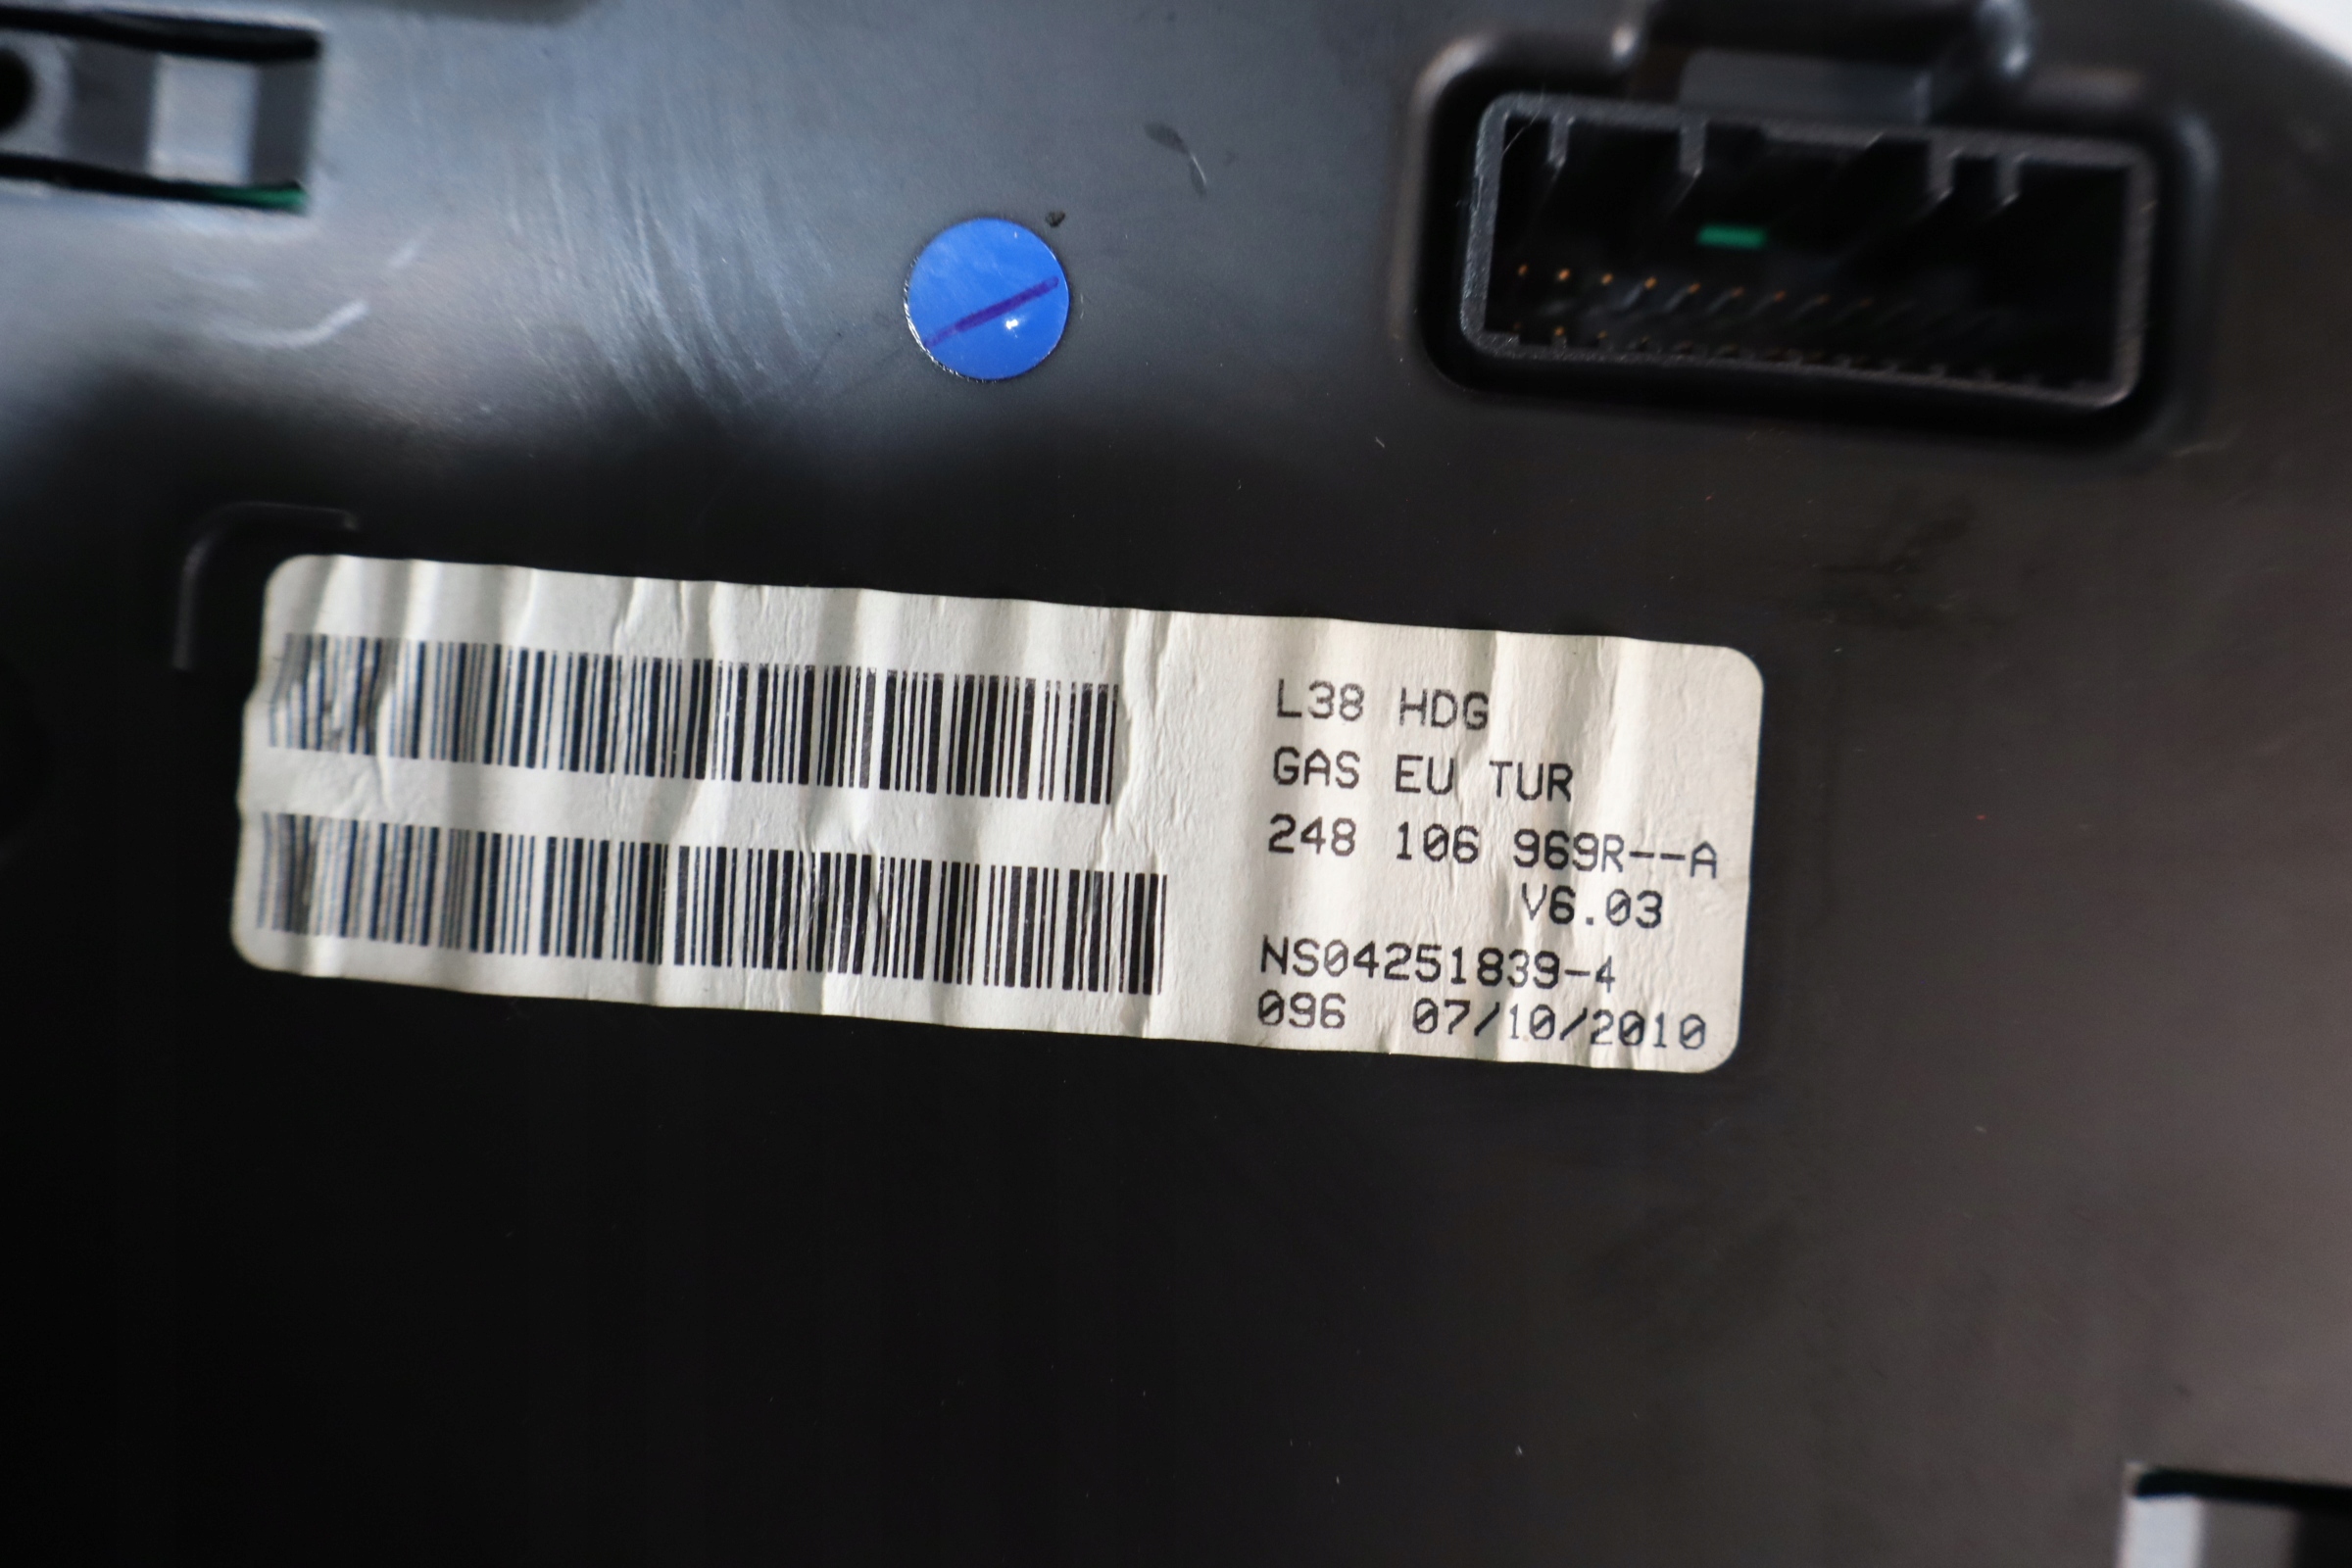 L38 HDG
GAS EU TUR
248 106 969R--A
V6.03
NS04251839-4
096 07/10/2010